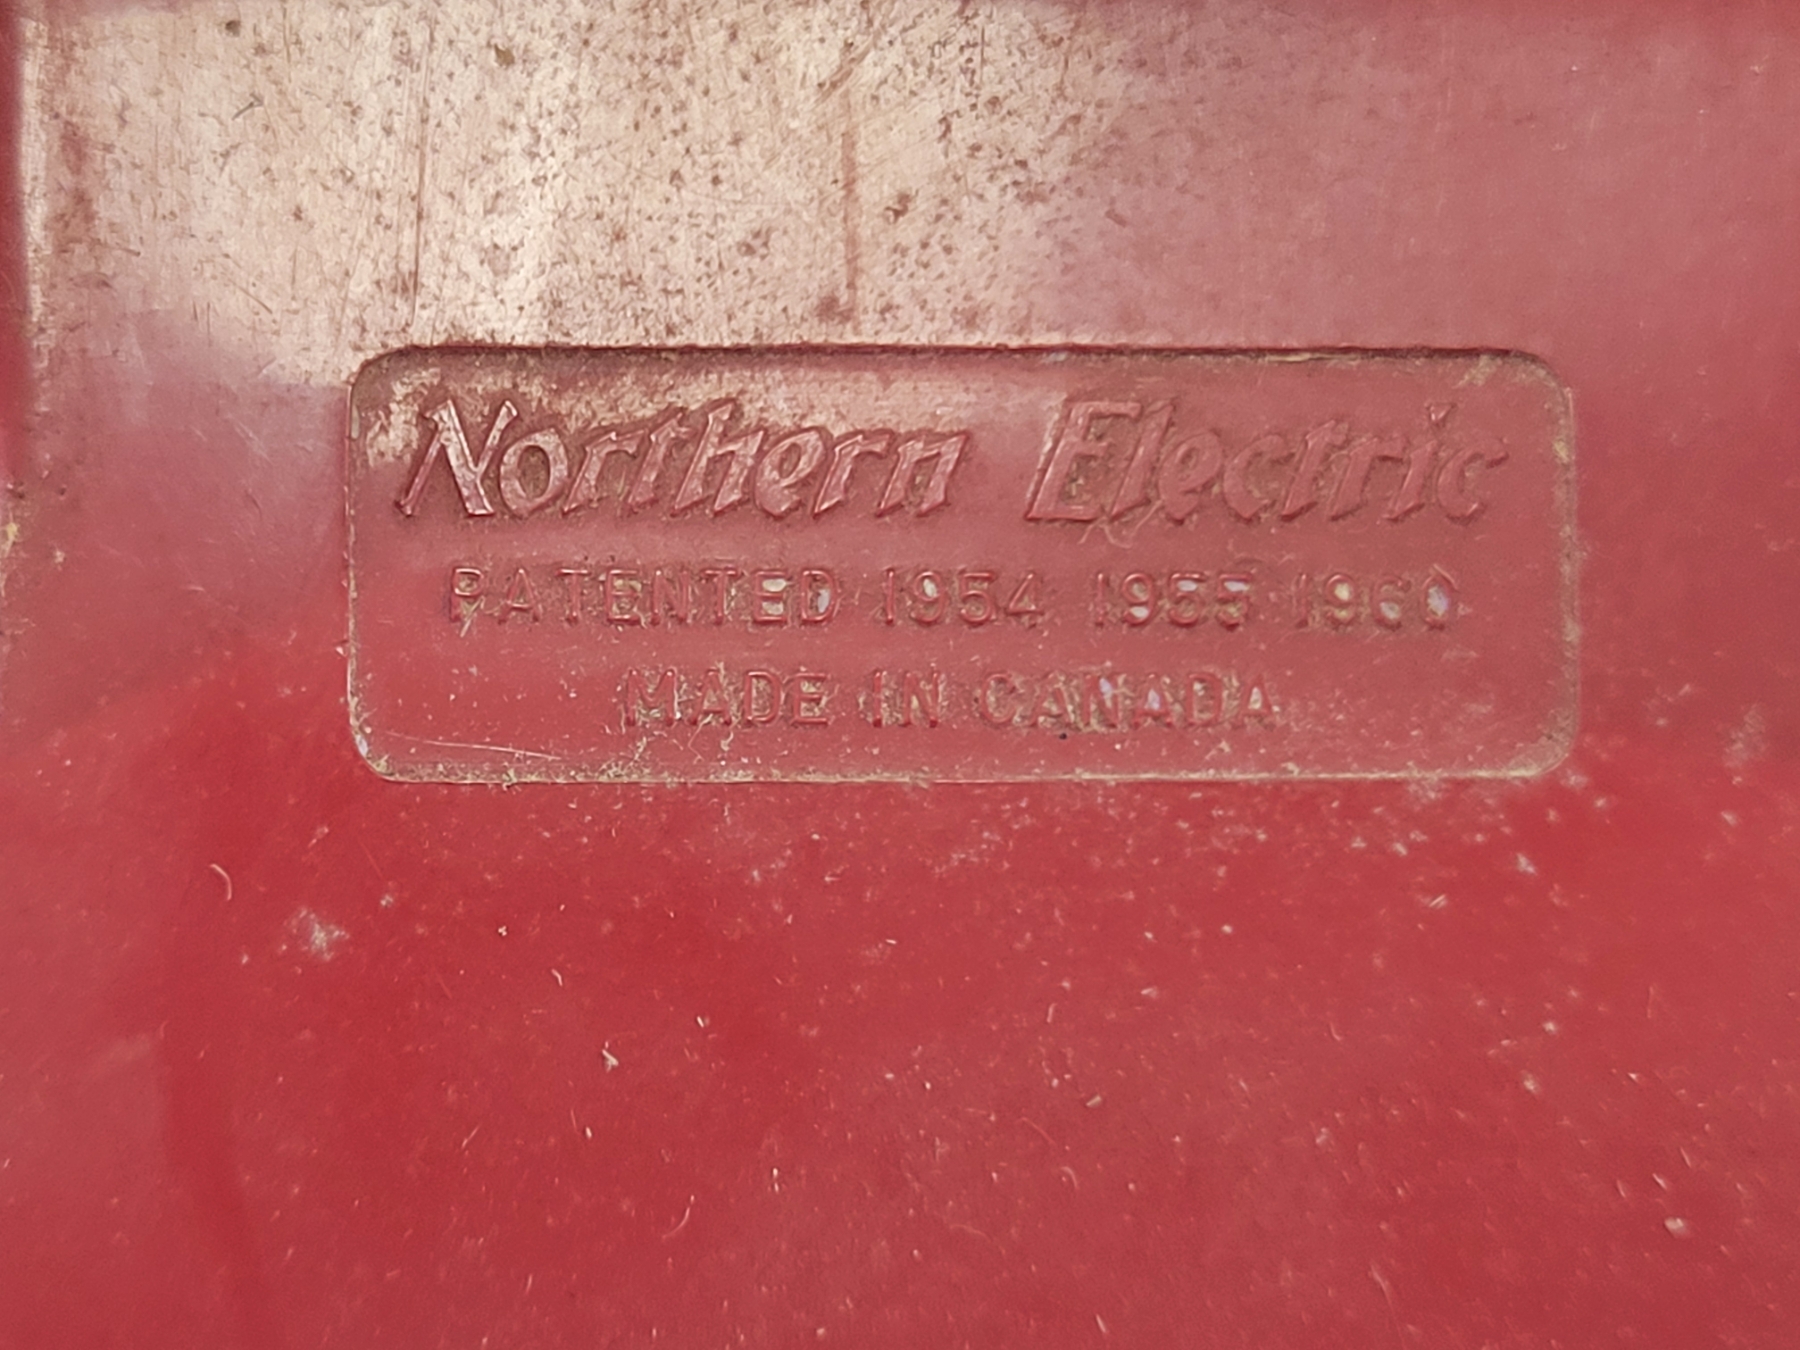 Northern Electric
PATENTED 1954 1955 1960
MADE IN CANADA